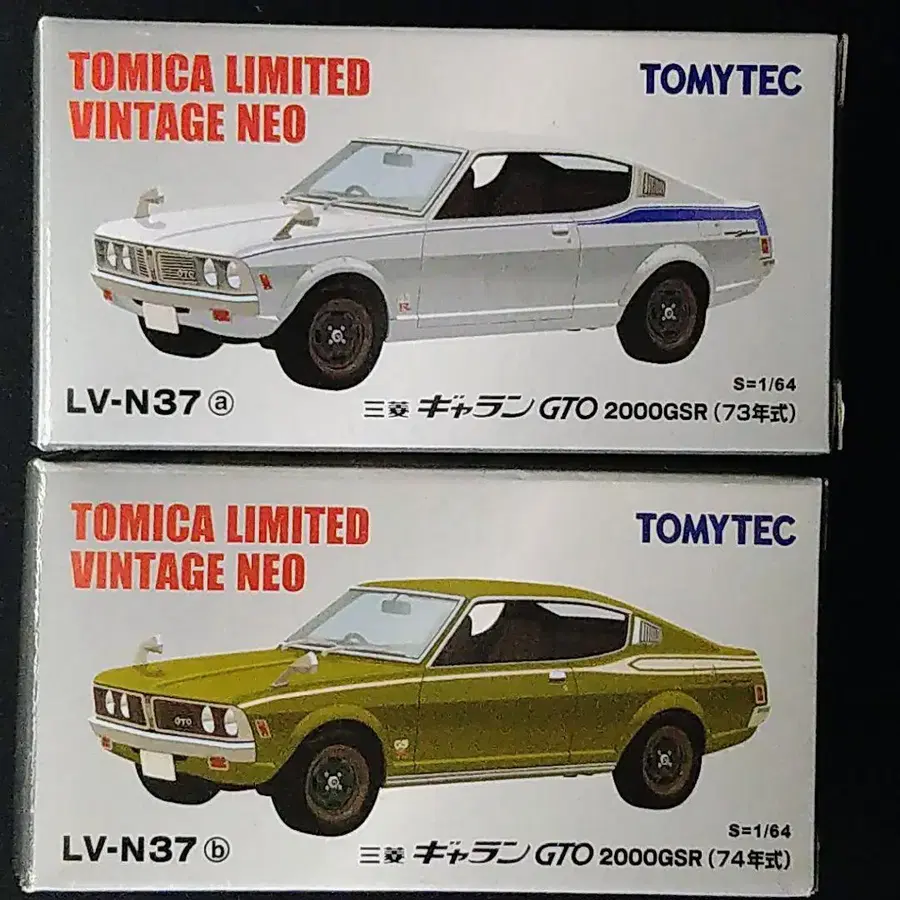 TOMICA LIMITED
VINTAGE NEO
TOMYTEC
GTO
R
S=1/64
LV-N37 ⓐ
三菱 ギャラン GTO 2000GSR (73年式)
TOMICA LIMITED
VINTAGE NEO
TOMYTEC
GTO
S=1/64
LV-N37 ⓑ
三菱 ギャラン GTO 2000GSR (74年式)